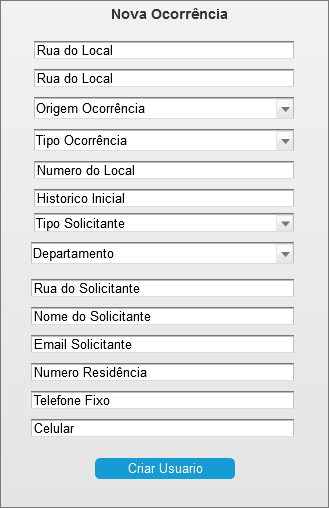 Nova Ocorrência
Rua do Local
Rua do Local
Origem Ocorrência
Tipo Ocorrência
Numero do Local
Historico Inicial
Tipo Solicitante
Departamento
Rua do Solicitante
Nome do Solicitante
Email Solicitante
Numero Residência
Telefone Fixo
Celular
Criar Usuario